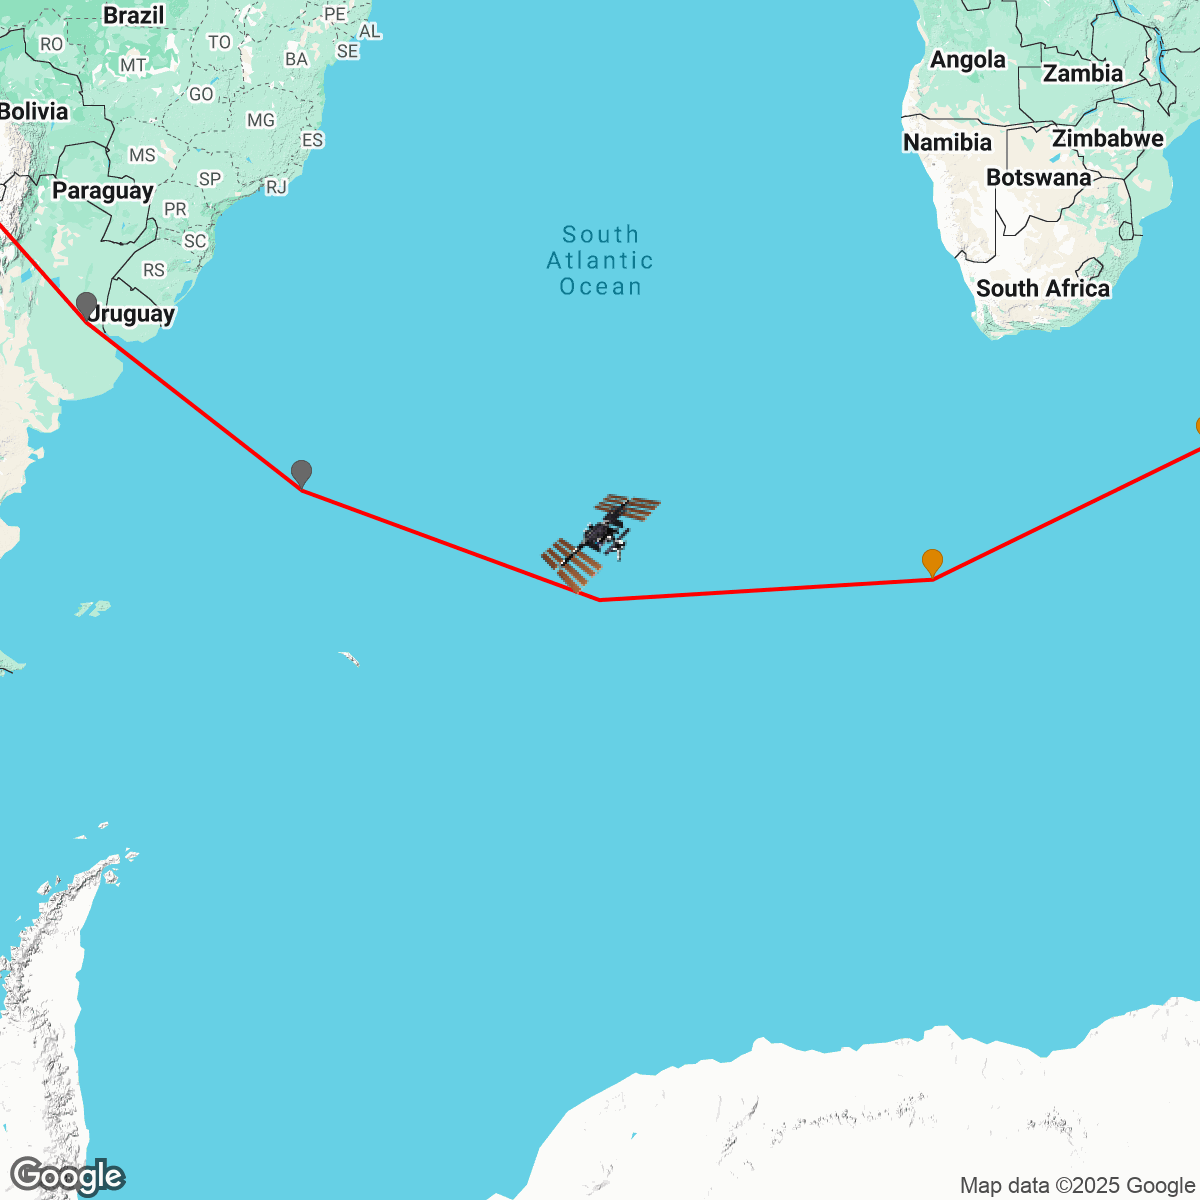 Brazil
PE
AL
RO
TO
SE
BA
MT
Angola
Zambia
GO
Bolivia
MG
ES
Zimbabwe
Namibia
MS
SP
RJ
Botswana
Paraguay
PR
SC
South
Atlantic
Ocean
RS
South Africa
Uruguay
Google
Map data ©2025 Google